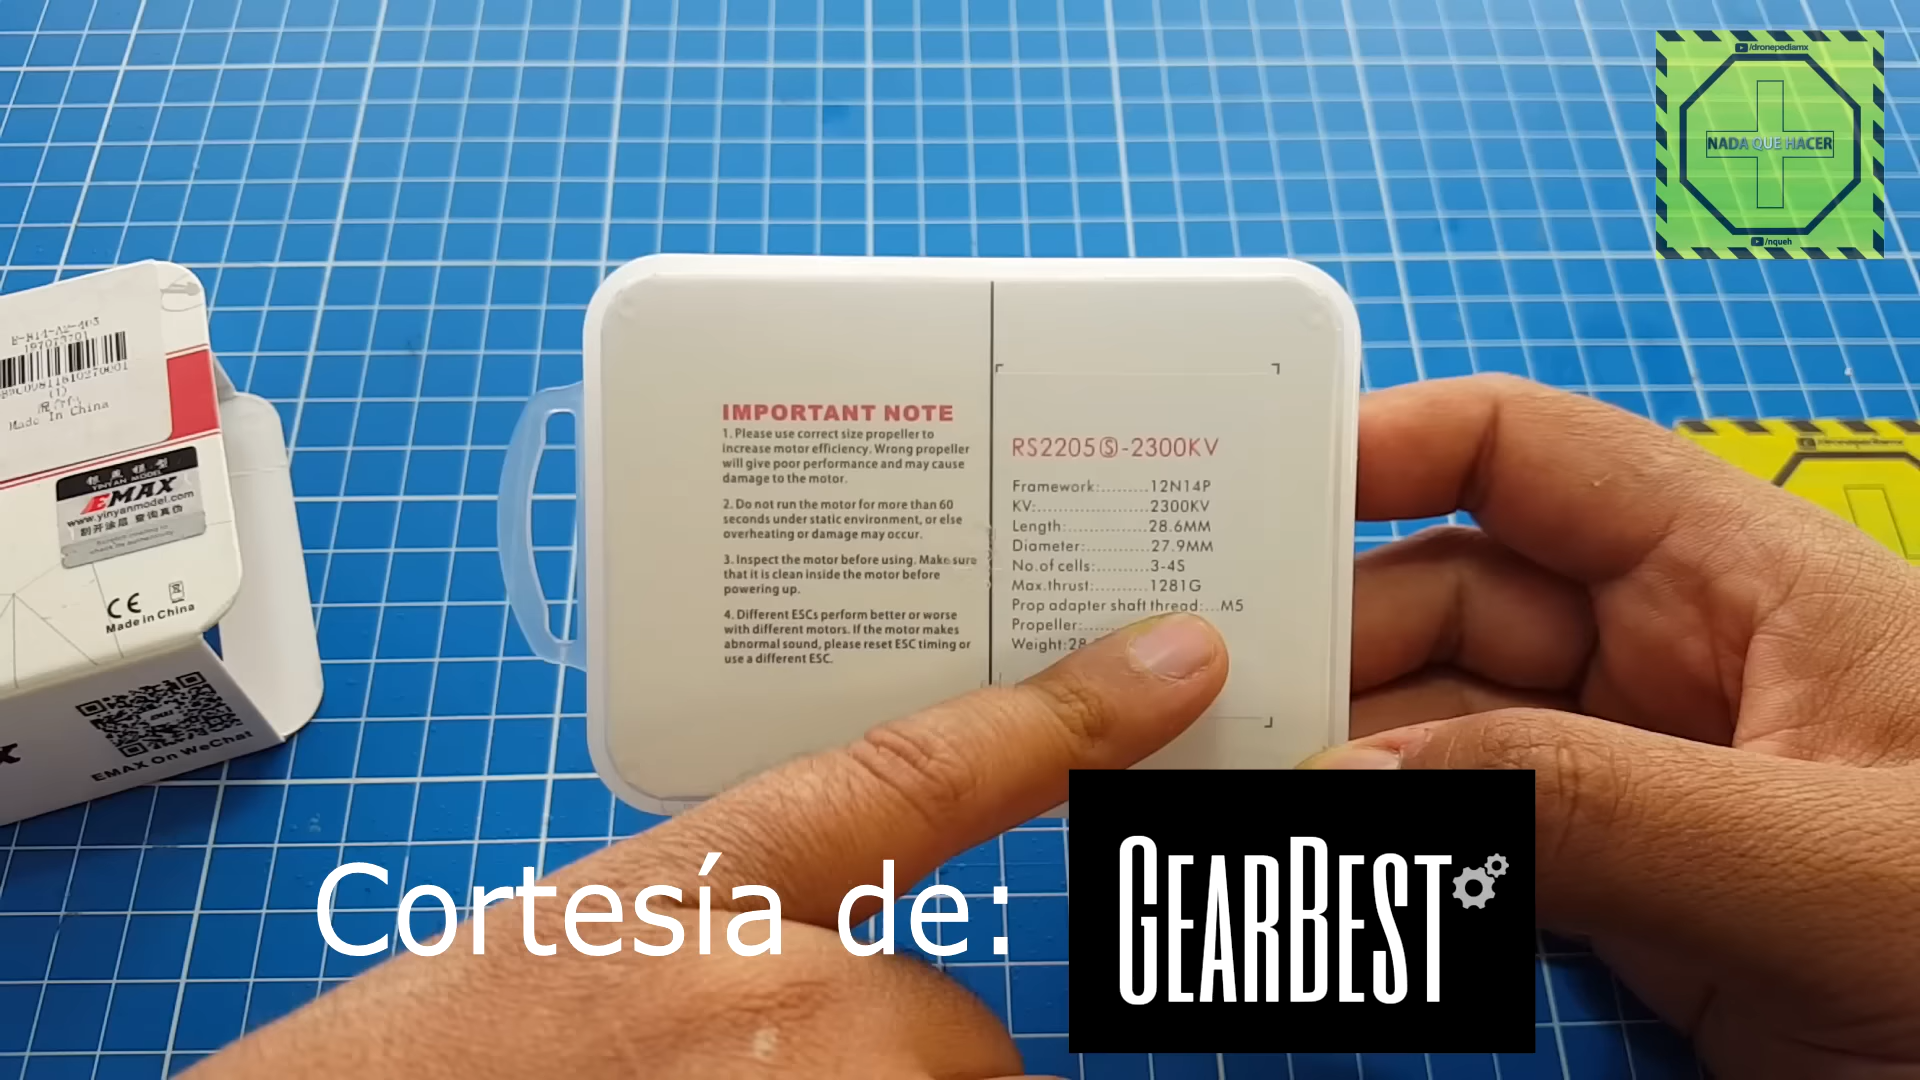 /dronepediamx
NADA QUE HACER
/nqueh
Made In China
YINYAN MODEL
EMAX
www.yinyanmodel.com
CE
Made in China
EMAX On WeChat
IMPORTANT NOTE
1. Please use correct size propeller to
increase motor efficiency. Wrong propeller
will give poor performance and may cause
damage to the motor.
2. Do not run the motor for more than 60
seconds under static environment, or else
overheating or damage may occur.
3. Inspect the motor before using. Make sure
that it is clean inside the motor before
powering up.
4. Different ESCs perform better or worse
with different motors. If the motor makes
abnormal sound, please reset ESC timing or
use a different ESC.
RS2205Ⓢ-2300KV
Framework:.........12N14P
KV:....................2300KV
Length:..............28.6MM
Diameter:...........27.9MM
No.of cells:.........3-4S
Max.thrust:.........1281G
Prop adapter shaft thread:...M5
Propeller:......
Weight:28
/dronepediamx
Cortesía de:
GEARBEST